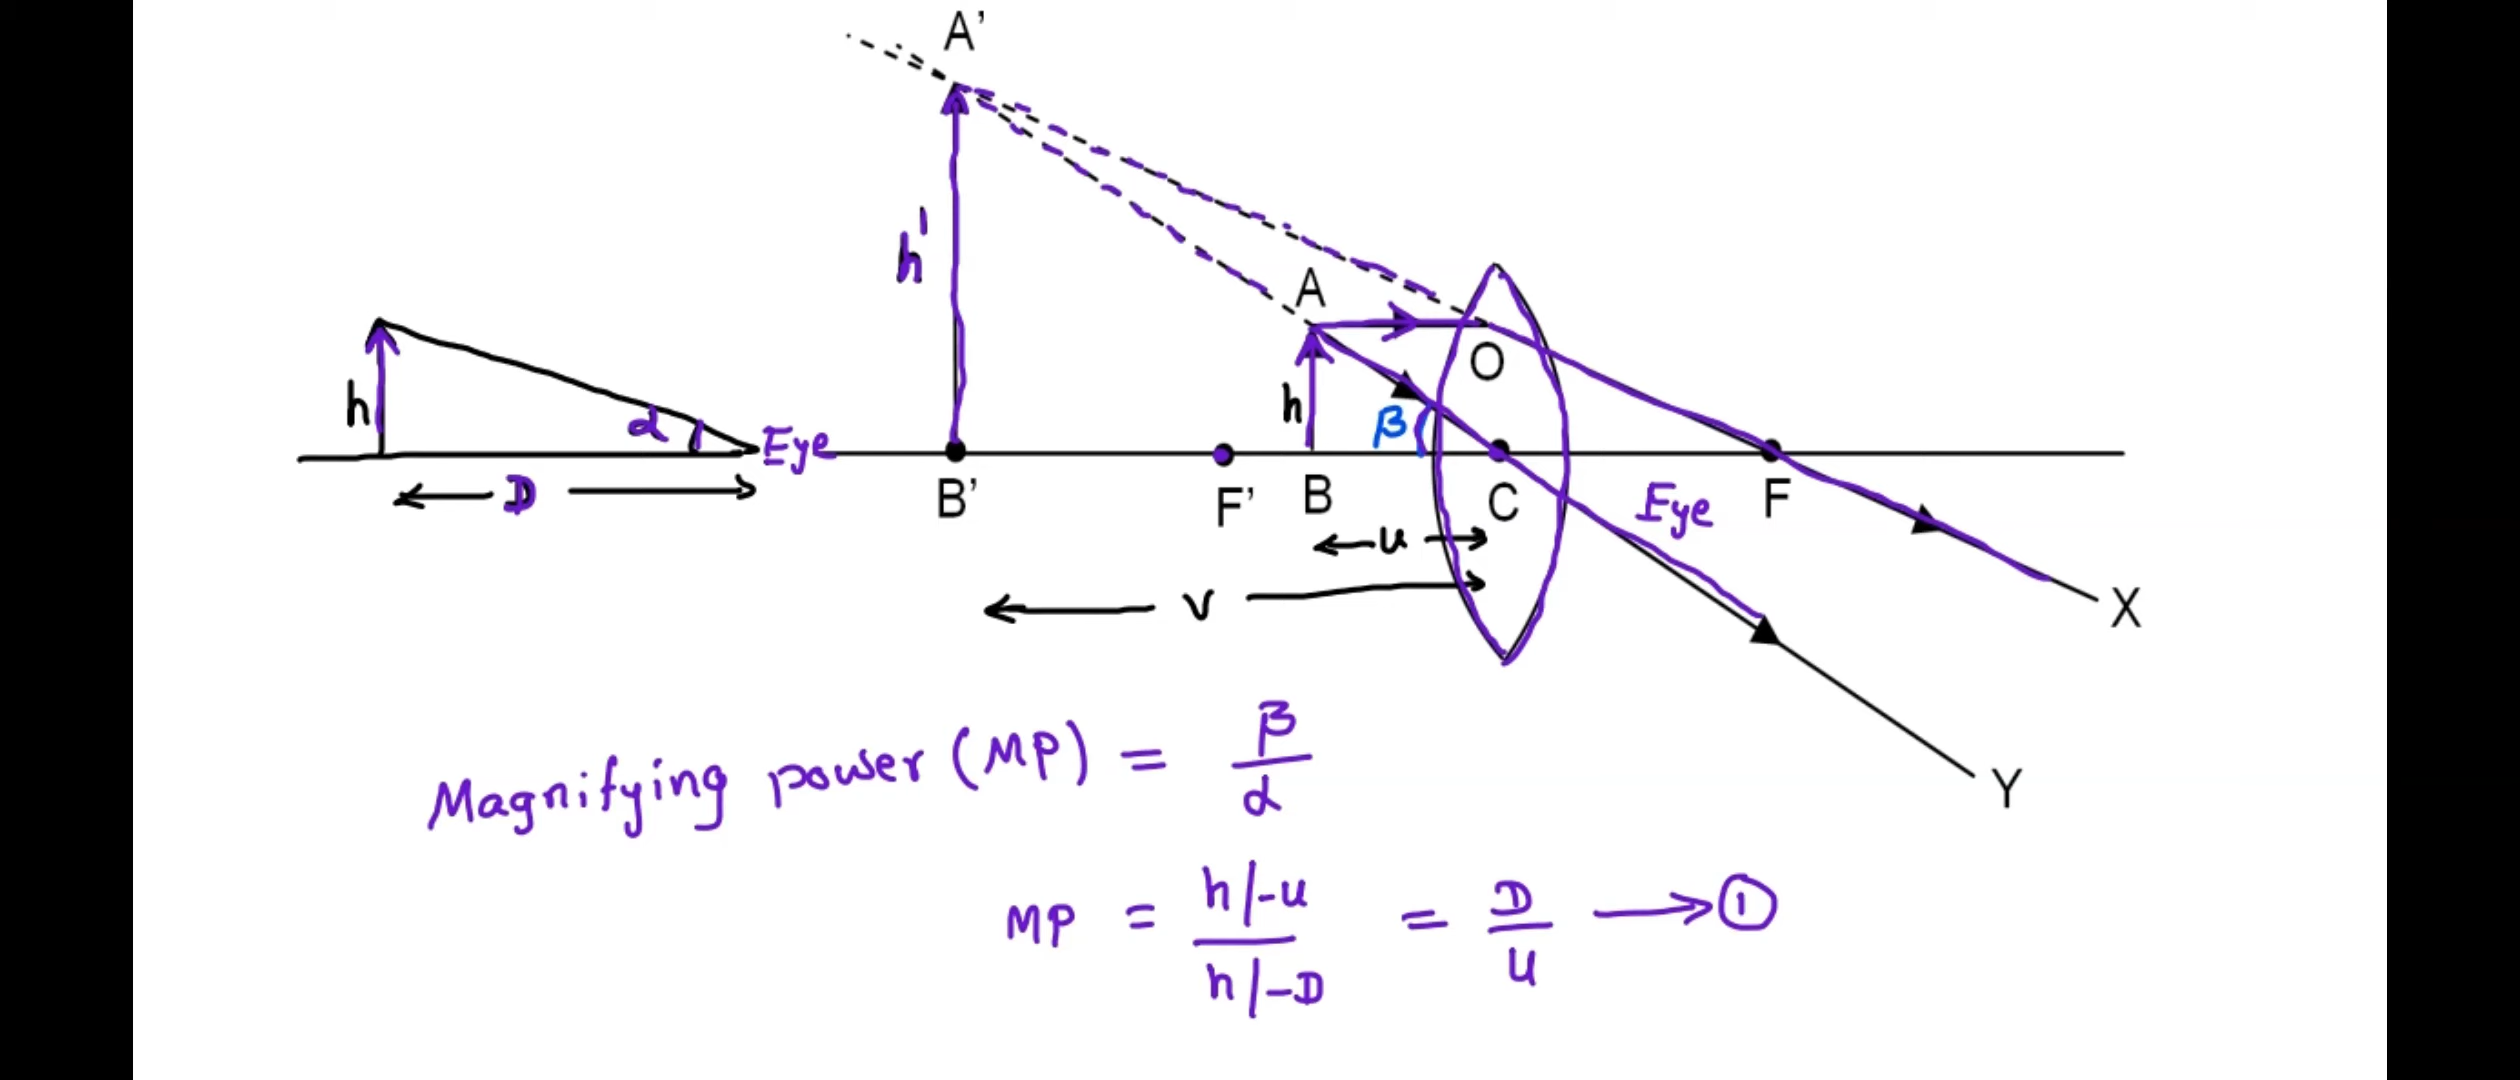 A'
h'
A
O
h
α
Eye
h
β
D
B'
F'
B
C
Eye
F
u
v
X
Y
Magnifying power (MP) = β/α
MP = h/-u / h/-D = D/u → ①